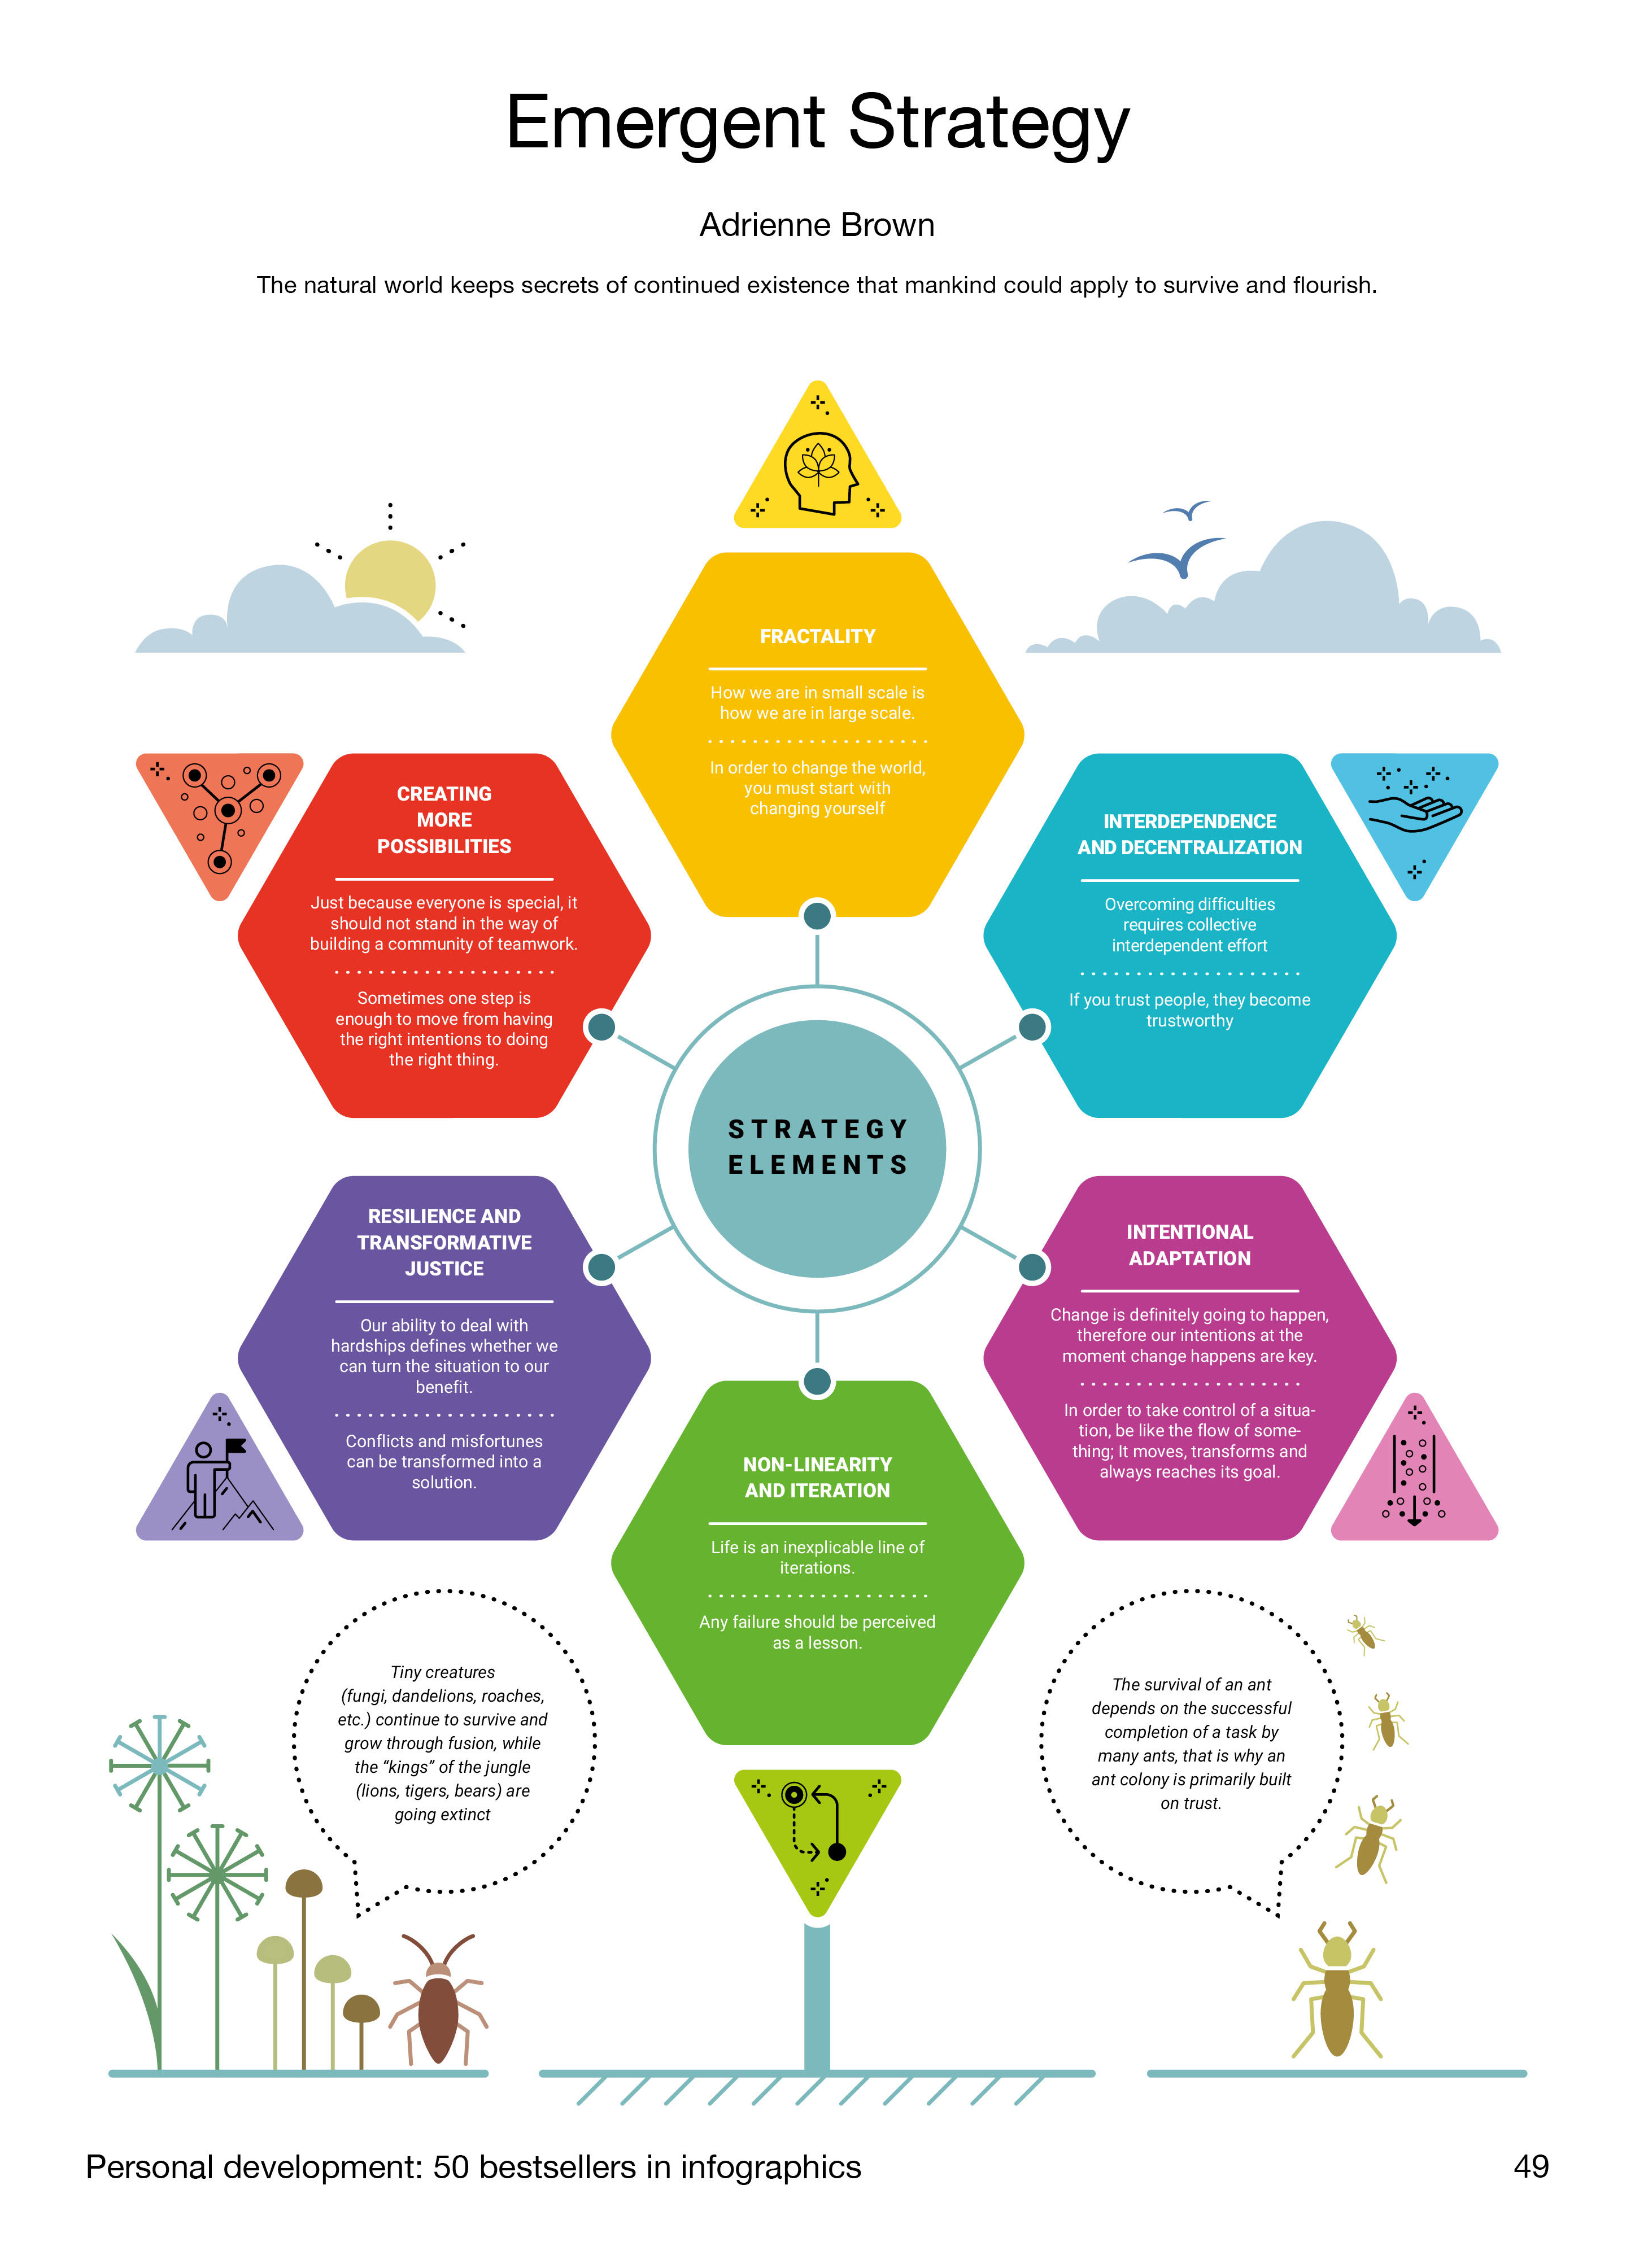 Emergent Strategy
Adrienne Brown
The natural world keeps secrets of continued existence that mankind could apply to survive and flourish.
FRACTALITY
How we are in small scale is
how we are in large scale.
In order to change the world,
you must start with
changing yourself
CREATING
MORE
POSSIBILITIES
Just because everyone is special, it
should not stand in the way of
building a community of teamwork.
Sometimes one step is
enough to move from having
the right intentions to doing
the right thing.
INTERDEPENDENCE
AND DECENTRALIZATION
Overcoming difficulties
requires collective
interdependent effort
If you trust people, they become
trustworthy
STRATEGY
ELEMENTS
RESILIENCE AND
TRANSFORMATIVE
JUSTICE
Our ability to deal with
hardships defines whether we
can turn the situation to our
benefit.
Conflicts and misfortunes
can be transformed into a
solution.
INTENTIONAL
ADAPTATION
Change is definitely going to happen,
therefore our intentions at the
moment change happens are key.
In order to take control of a situa-
tion, be like the flow of some-
thing; It moves, transforms and
always reaches its goal.
NON-LINEARITY
AND ITERATION
Life is an inexplicable line of
iterations.
Any failure should be perceived
as a lesson.
Tiny creatures
(fungi, dandelions, roaches,
etc.) continue to survive and
grow through fusion, while
the “kings” of the jungle
(lions, tigers, bears) are
going extinct
The survival of an ant
depends on the successful
completion of a task by
many ants, that is why an
ant colony is primarily built
on trust.
Personal development: 50 bestsellers in infographics
49